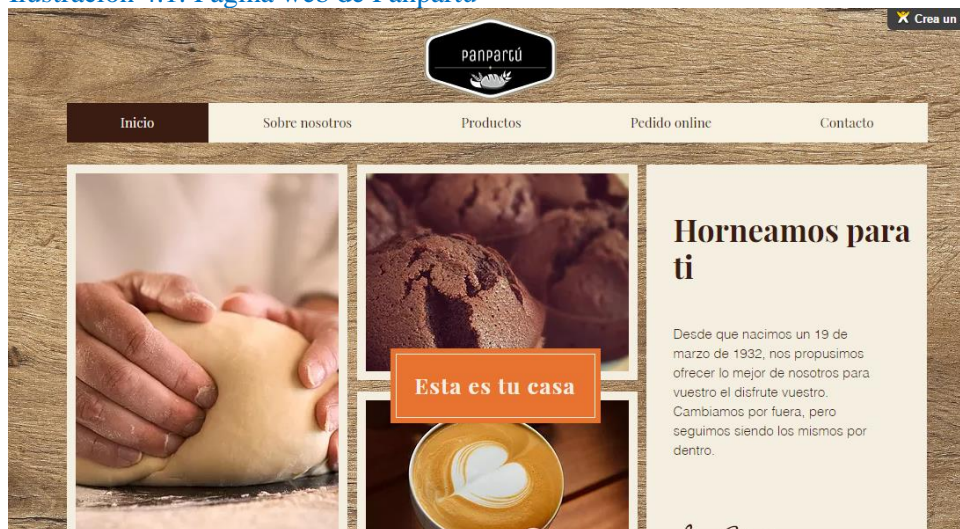 Ilustración 4.1. Página web de Panpartú
Crea un
panpartú
Inicio Sobre nosotros Productos Pedido online Contacto
Horneamos para
ti
Esta es tu casa
Desde que nacimos un 19 de
marzo de 1932, nos propusimos
ofrecer lo mejor de nosotros para
vuestro el disfrute vuestro.
Cambiamos por fuera, pero
seguimos siendo los mismos por
dentro.